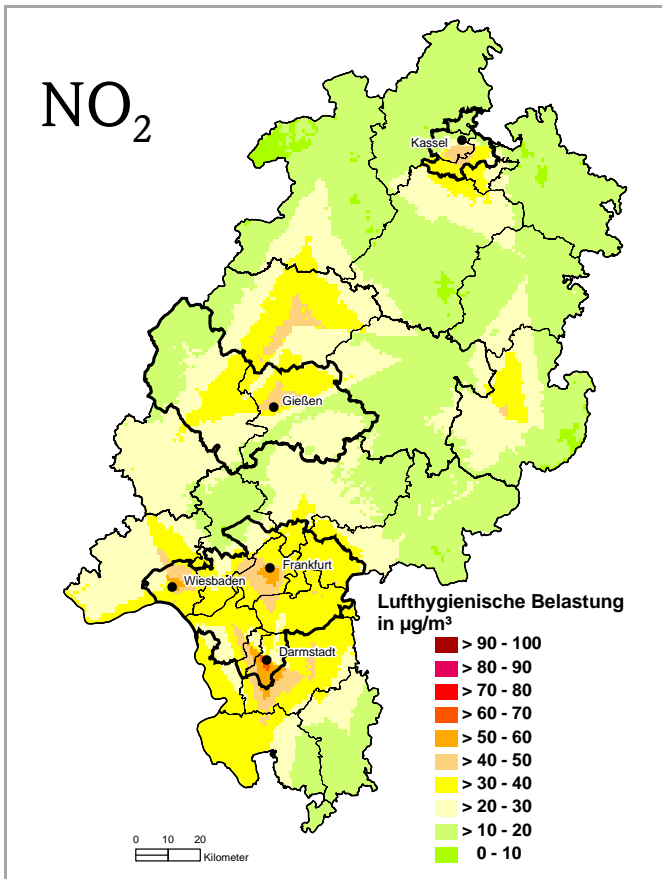 NO₂
Kassel
Gießen
Frankfurt
Wiesbaden
Darmstadt
Lufthygienische Belastung
in µg/m³
> 90 - 100
> 80 - 90
> 70 - 80
> 60 - 70
> 50 - 60
> 40 - 50
> 30 - 40
> 20 - 30
> 10 - 20
0 - 10
0 10 20
Kilometer